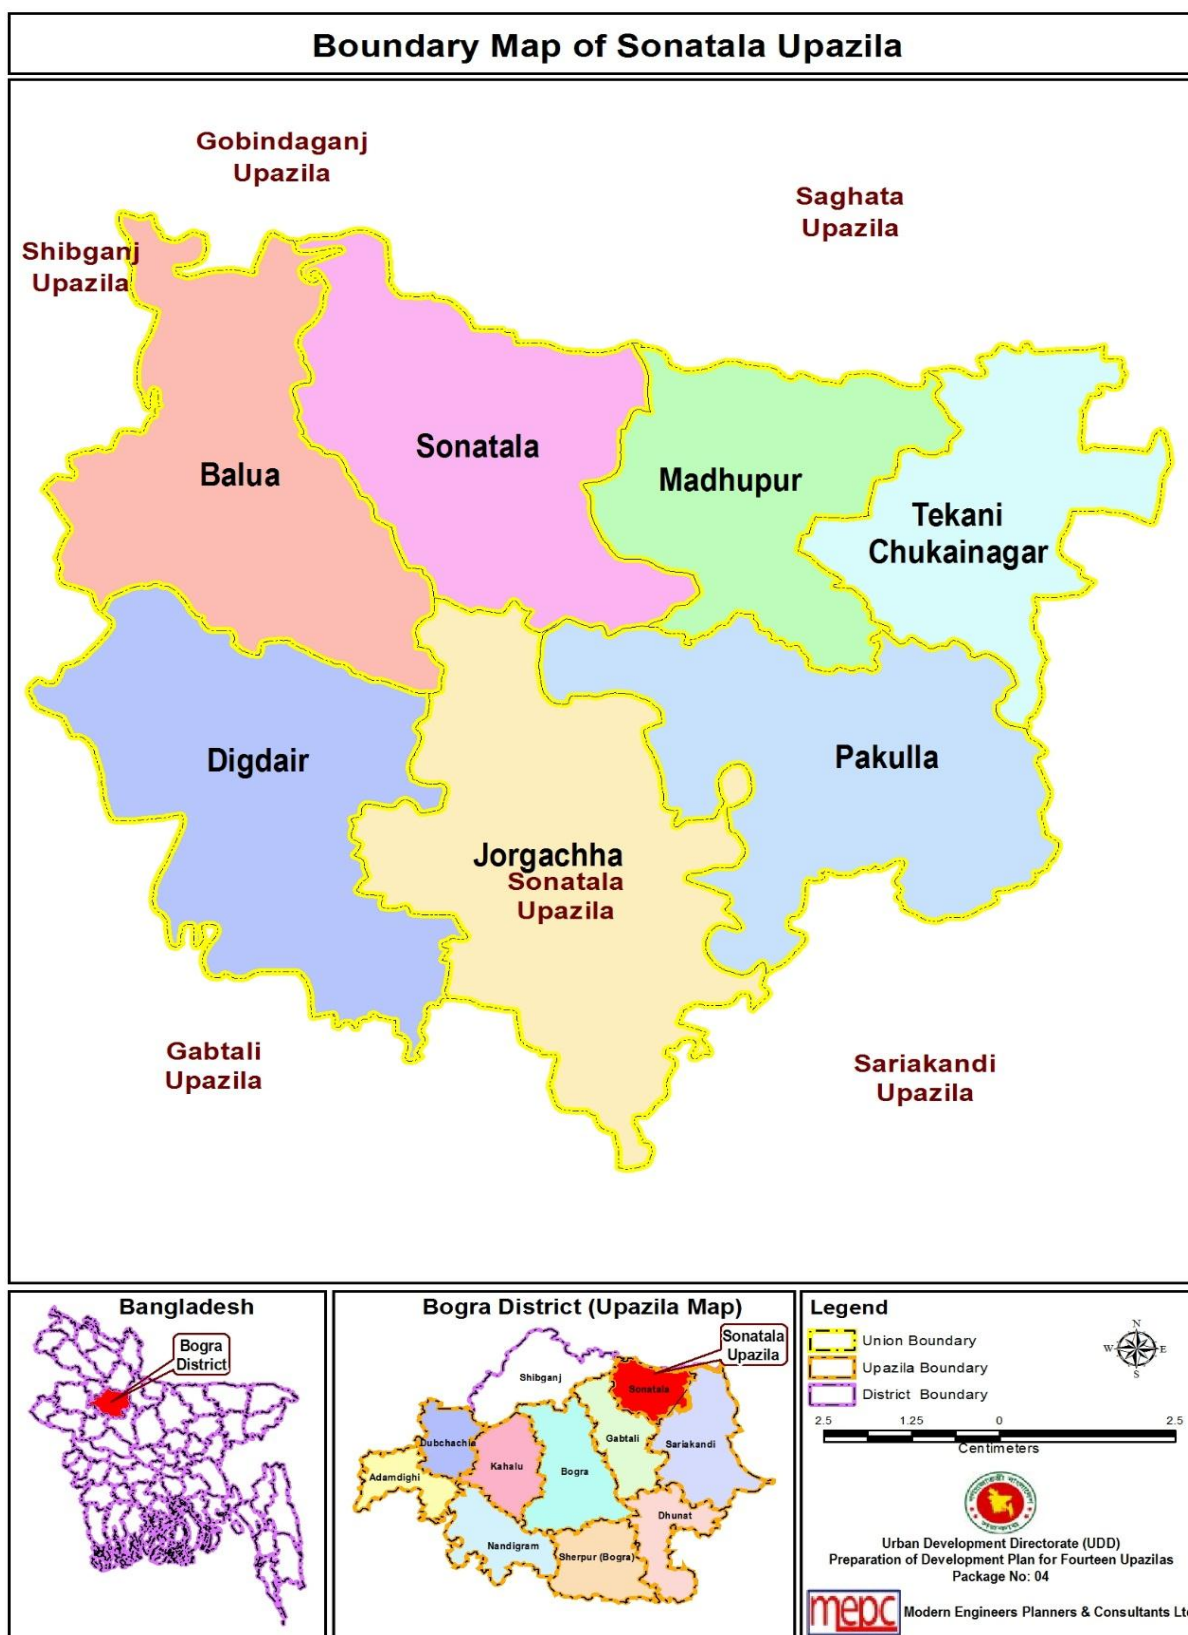 Boundary Map of Sonatala Upazila
Gobindaganj
Upazila
Saghata
Upazila
Shibganj
Upazila
Sonatala
Balua
Madhupur
Tekani
Chukainagar
Digdair
Pakulla
Jorgachha
Sonatala
Upazila
Gabtali
Upazila
Sariakandi
Upazila
Bangladesh
Bogra
District
Bogra District (Upazila Map)
Sonatala
Upazila
Shibganj
Sonatala
Dubchachia
Gabtali
Sariakandi
Kahalu
Bogra
Adamdighi
Dhunat
Nandigram
Sherpur (Bogra)
Legend
Union Boundary
Upazila Boundary
District Boundary
N
W E
S
2.5 1.25 0 2.5
Centimeters
Urban Development Directorate (UDD)
Preparation of Development Plan for Fourteen Upazilas
Package No: 04
mepc Modern Engineers Planners & Consultants Ltd